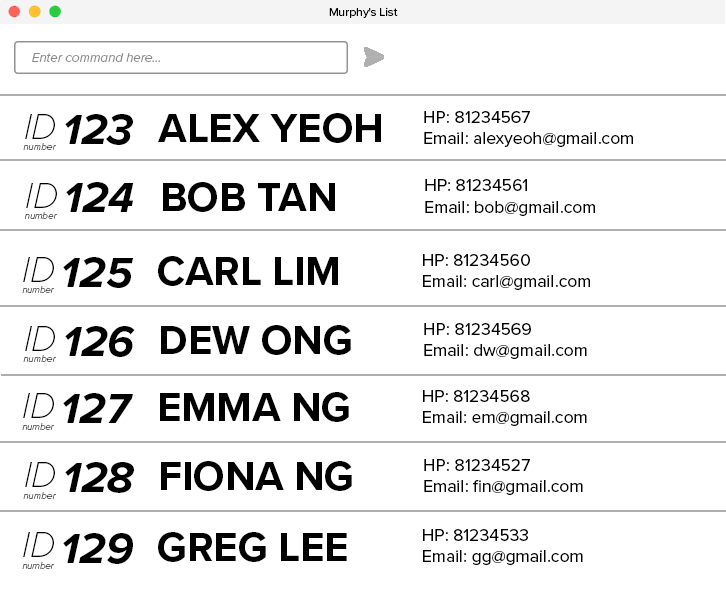 Murphy's List
Enter command here...
ID number 123 ALEX YEOH
HP: 81234567
Email: alexyeoh@gmail.com
ID number 124 BOB TAN
HP: 81234561
Email: bob@gmail.com
ID number 125 CARL LIM
HP: 81234560
Email: carl@gmail.com
ID number 126 DEW ONG
HP: 81234569
Email: dw@gmail.com
ID number 127 EMMA NG
HP: 81234568
Email: em@gmail.com
ID number 128 FIONA NG
HP: 81234527
Email: fin@gmail.com
ID number 129 GREG LEE
HP: 81234533
Email: gg@gmail.com